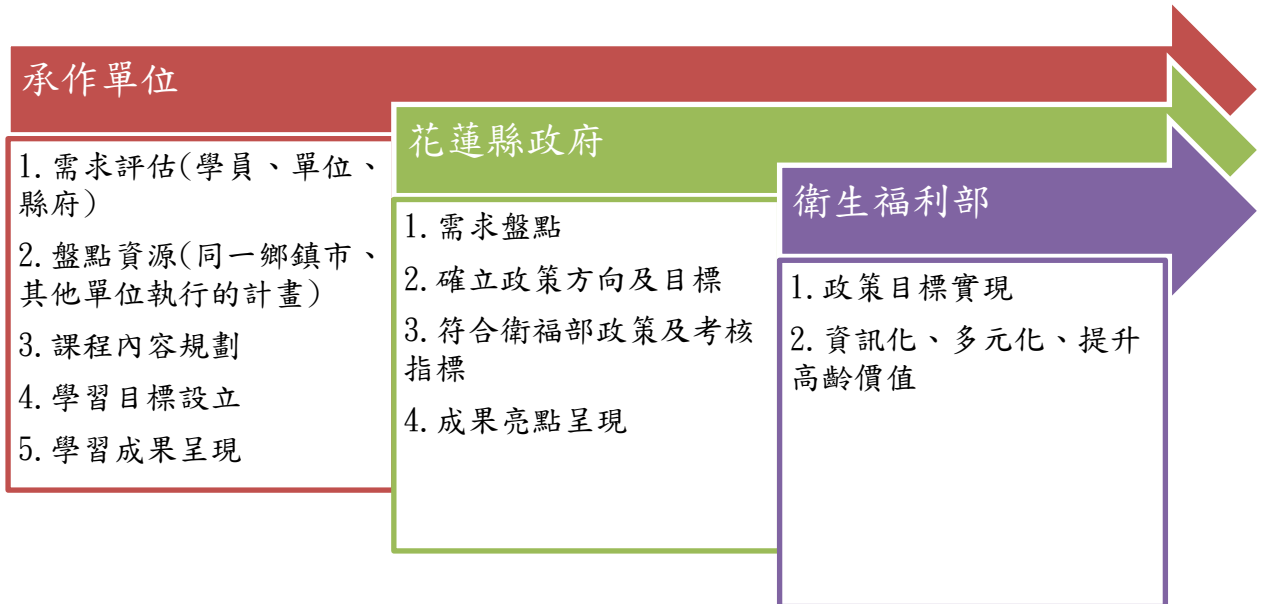 承作單位
1.需求評估(學員、單位、
縣府)
2.盤點資源(同一鄉鎮市、
其他單位執行的計畫)
3.課程內容規劃
4.學習目標設立
5.學習成果呈現
花蓮縣政府
1.需求盤點
2.確立政策方向及目標
3.符合衛福部政策及考核
指標
4.成果亮點呈現
衛生福利部
1.政策目標實現
2.資訊化、多元化、提升
高齡價值